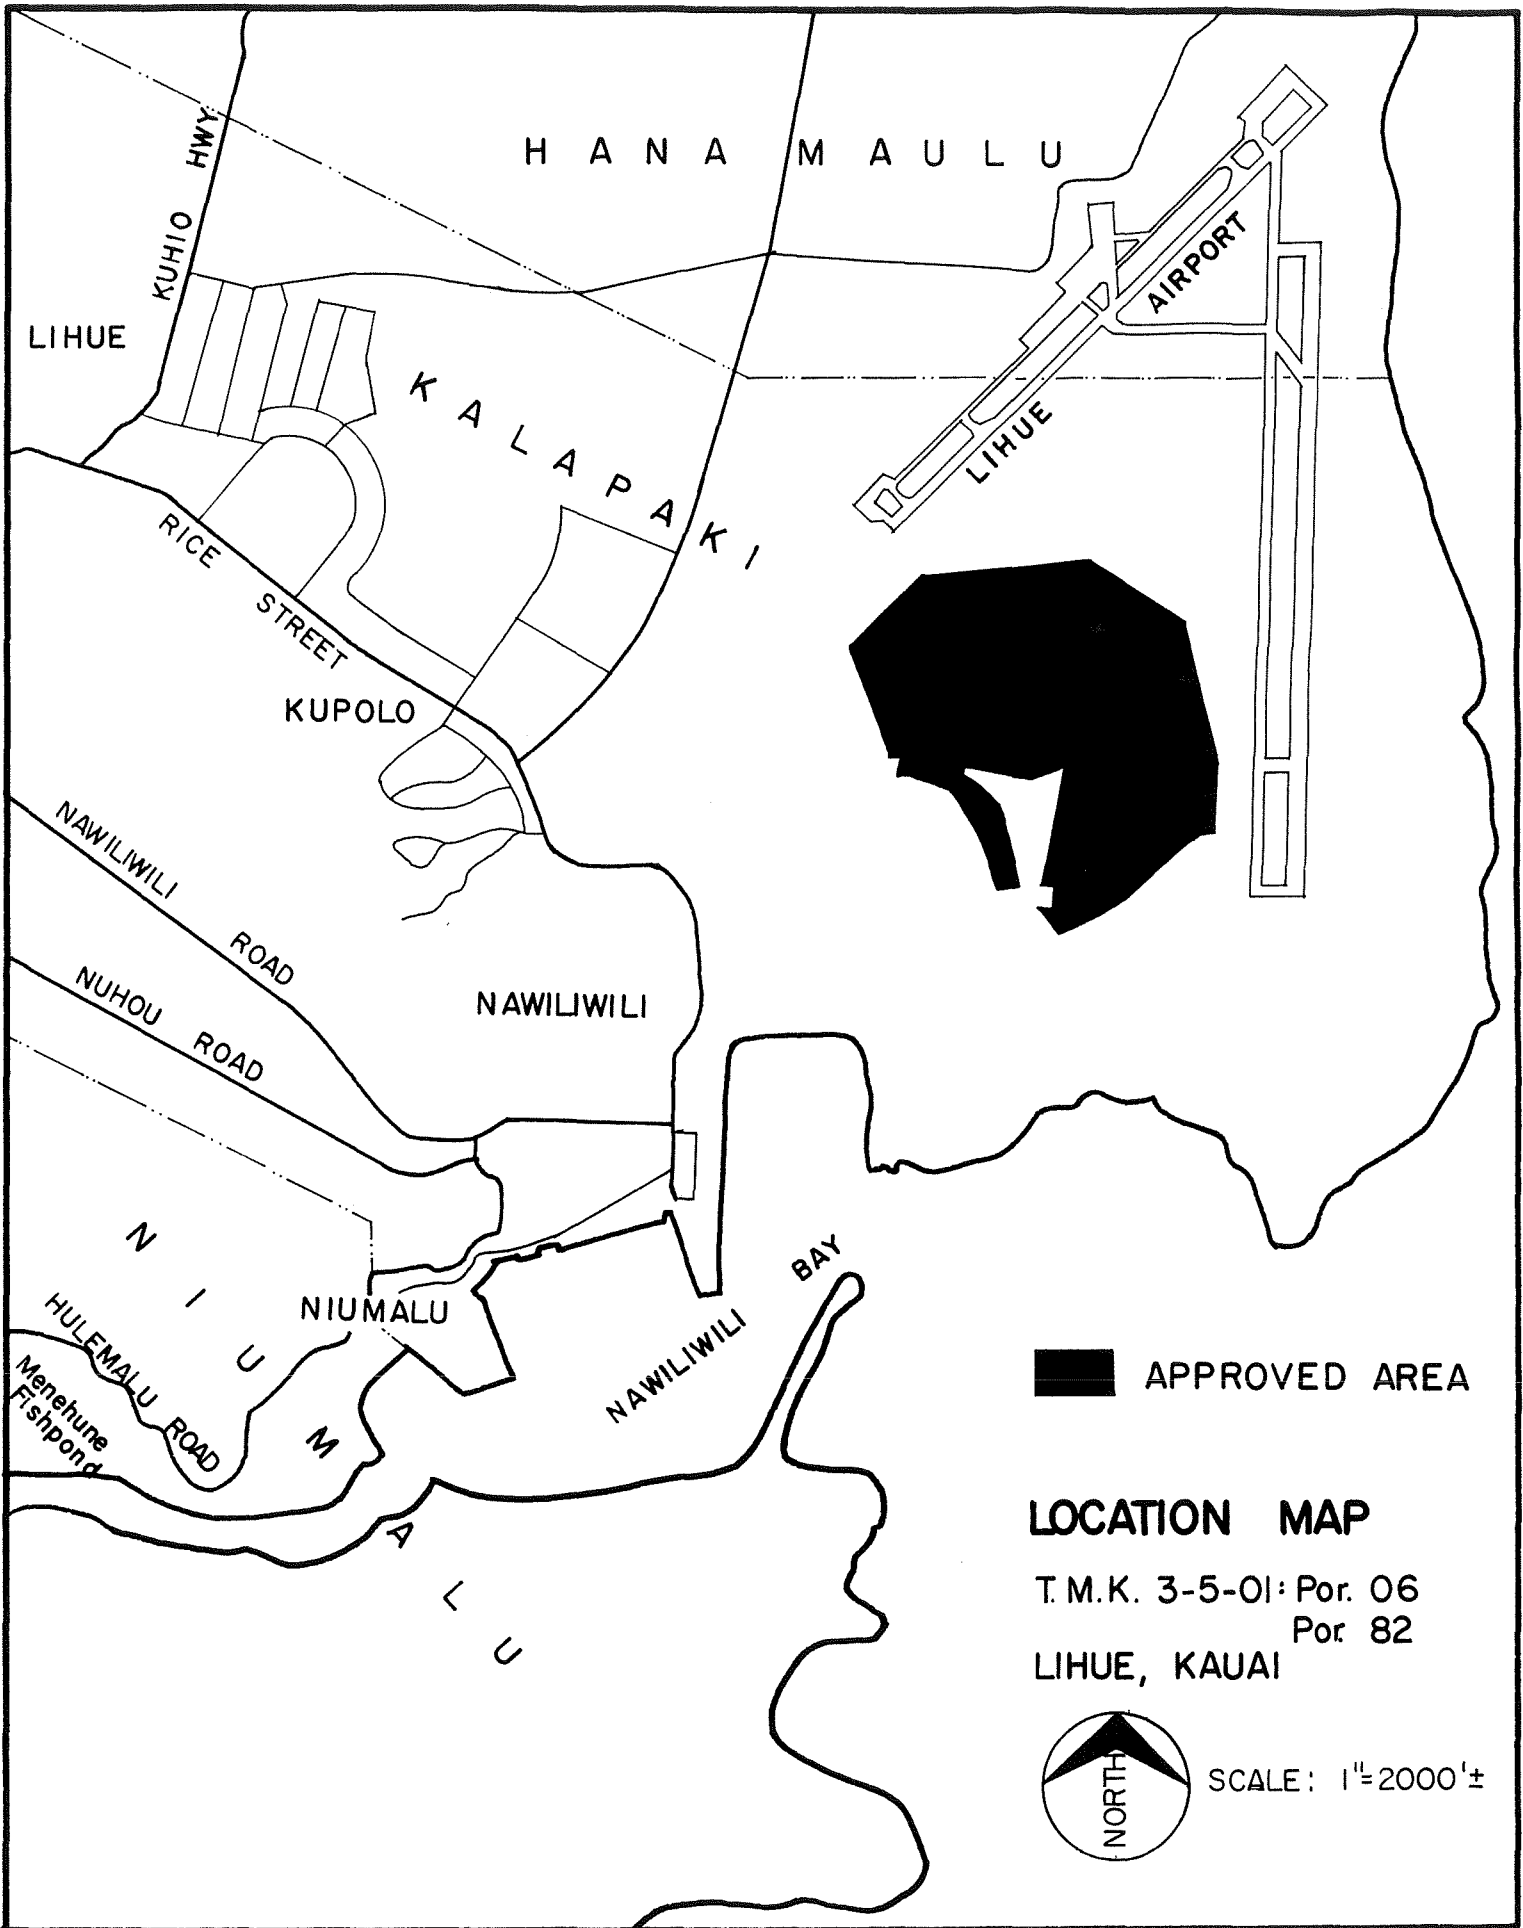 HANAMAULU
KUHIO HWY
LIHUE
LIHUE AIRPORT
KALAPAKI
RICE STREET
KUPOLO
NAWILIWILI ROAD
NUHOU ROAD
NAWILIWILI
NIUMALU
NIUMALU
HULEMALU ROAD
Menehune
Fishpond
NAWILIWILI BAY
APPROVED AREA
LOCATION MAP
T.M.K. 3-5-01: Por. 06
Por. 82
LIHUE, KAUAI
NORTH
SCALE: 1"=2000'±